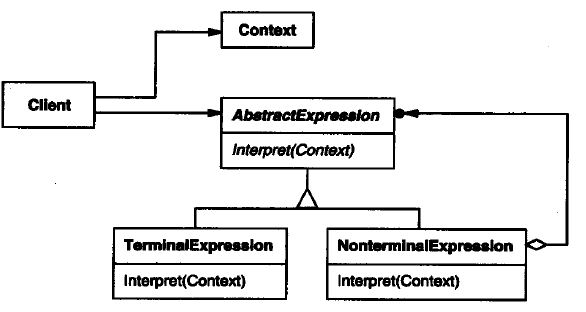 Context
Client
AbstractExpression
Interpret(Context)
TerminalExpression
Interpret(Context)
NonterminalExpression
Interpret(Context)